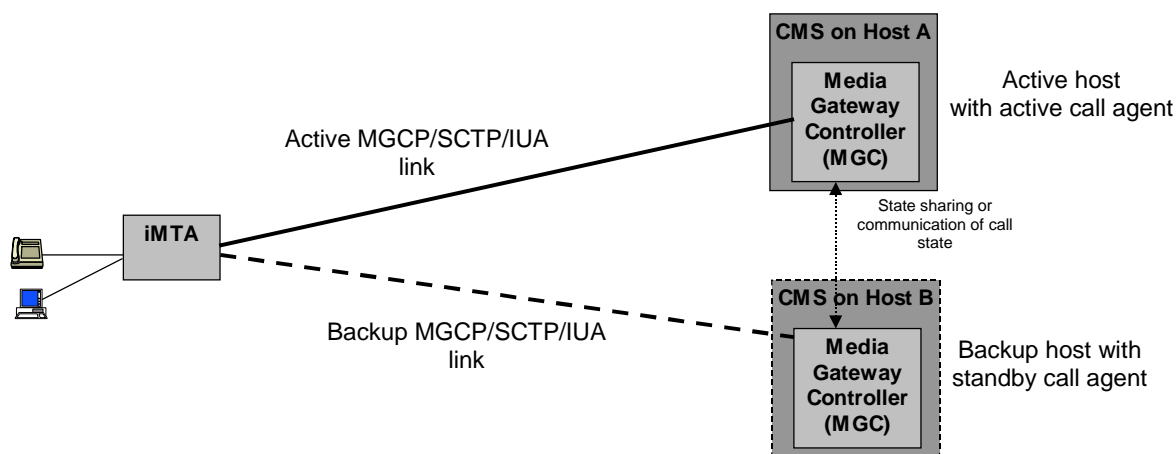 CMS on Host A
Media
Gateway
Controller
(MGC)
Active host
with active call agent
Active MGCP/SCTP/IUA
link
State sharing or
communication of call
state
iMTA
CMS on Host B
Media
Gateway
Controller
(MGC)
Backup MGCP/SCTP/IUA
link
Backup host with
standby call agent